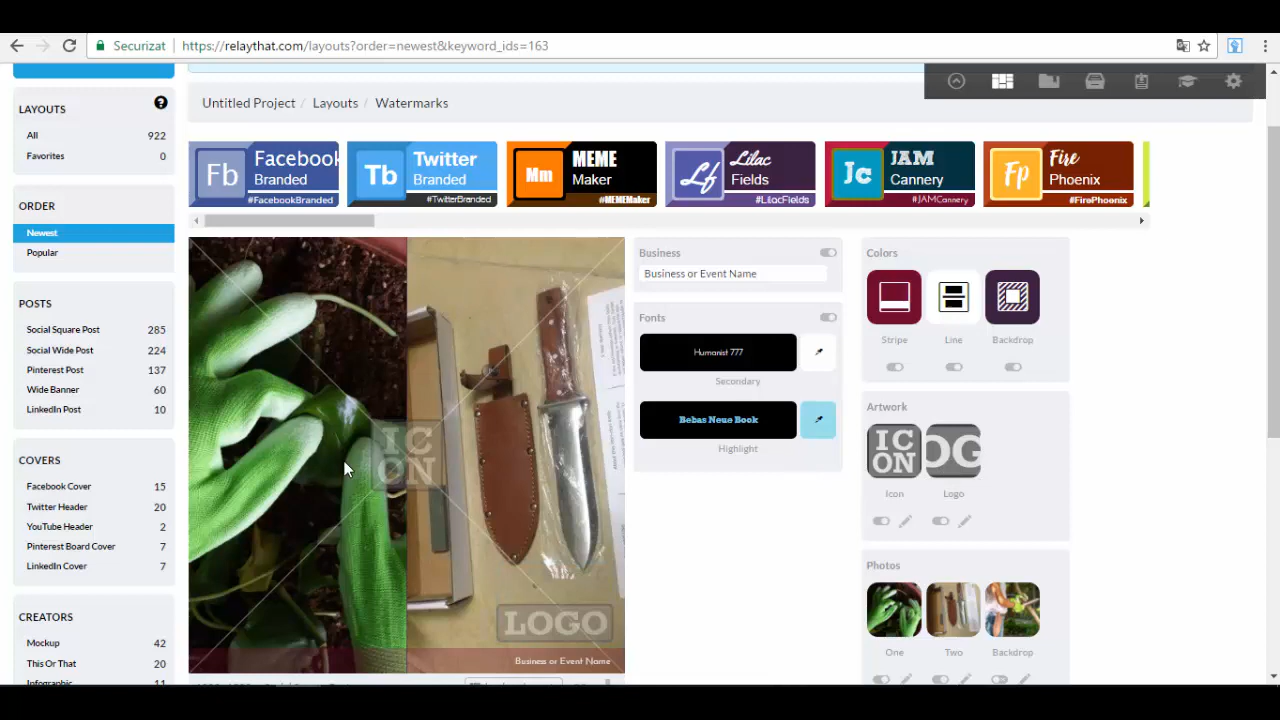 Securizat https://relaythat.com/layouts?order=newest&keyword_ids=163
LAYOUTS
All 922
Favorites 0
ORDER
Newest
Popular
POSTS
Social Square Post 285
Social Wide Post 224
Pinterest Post 137
Wide Banner 60
LinkedIn Post 10
COVERS
Facebook Cover 15
Twitter Header 20
YouTube Header 2
Pinterest Board Cover 7
LinkedIn Cover 7
CREATORS
Mockup 42
This Or That 20
Infographic 11
Untitled Project / Layouts / Watermarks
Fb Facebook
Branded
#FacebookBranded
Tb Twitter
Branded
#TwitterBranded
Mm MEME
Maker
#MEMEMaker
Lf Lilac
Fields
#LilacFields
Jc JAM
Cannery
#JAMCannery
Fp Fire
Phoenix
#FirePhoenix
IC
ON
LOGO
Business or Event Name
Business
Business or Event Name
Fonts
Humanist 777
Secondary
Bebas Neue Book
Highlight
Colors
Stripe Line Backdrop
Artwork
IC
ON
OG
Icon Logo
Photos
One Two Backdrop